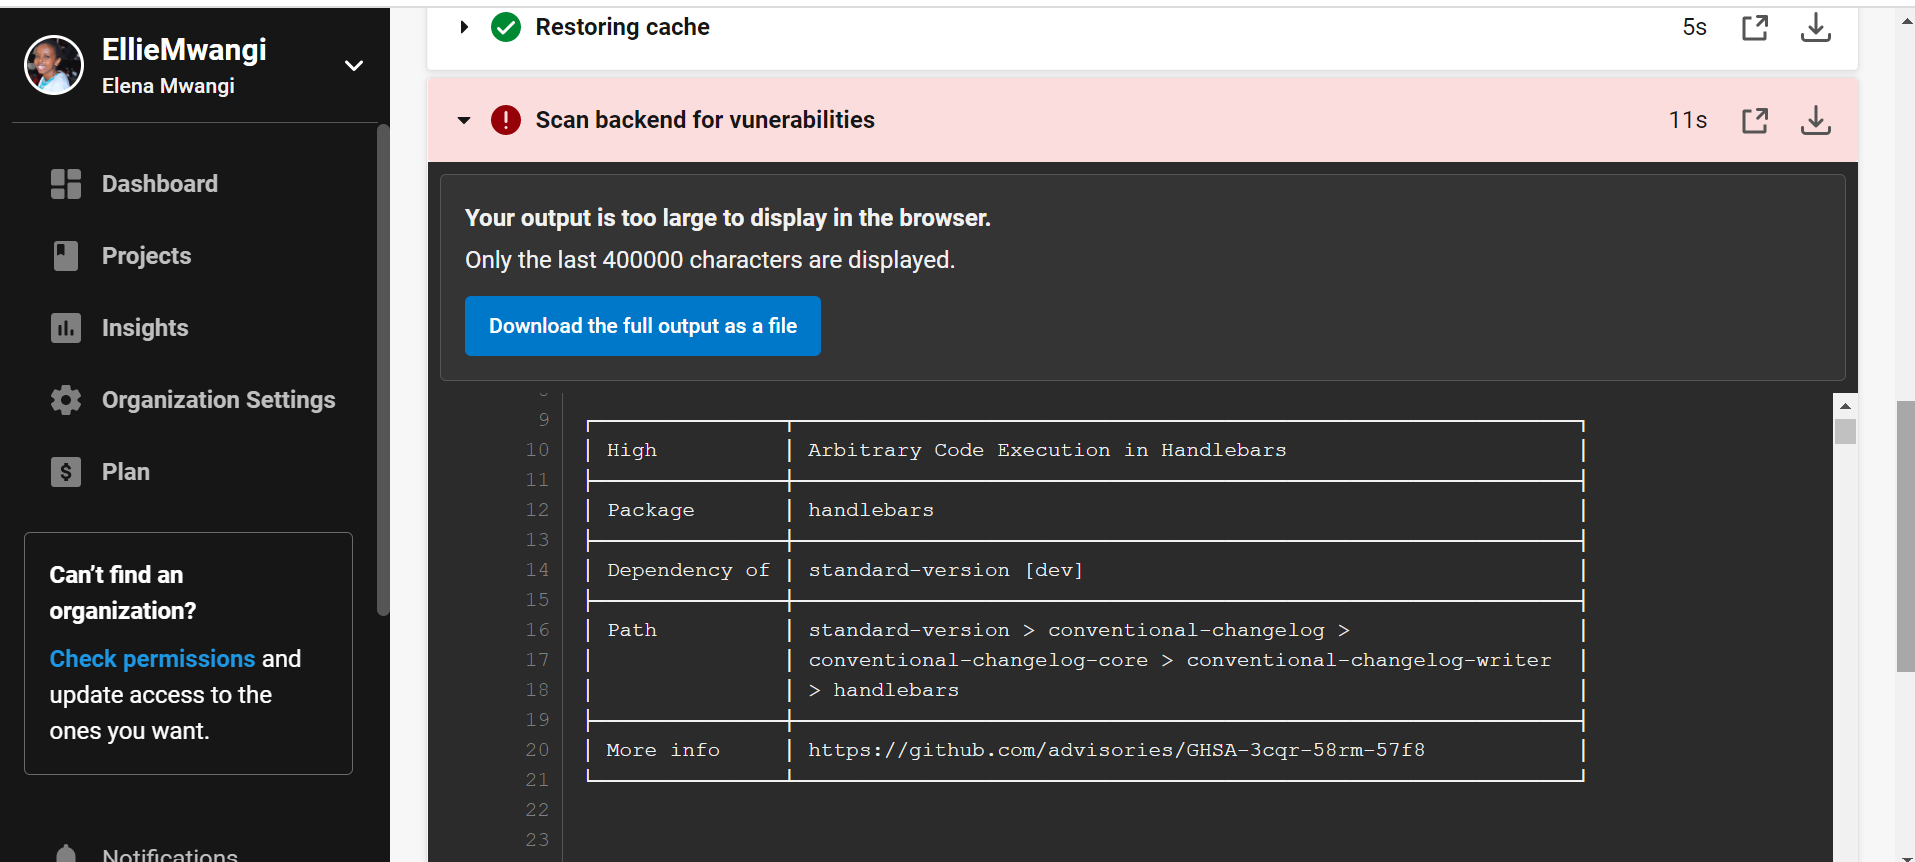 EllieMwangi
Elena Mwangi
Dashboard
Projects
Insights
Organization Settings
$
Plan
Can't find an
organization?
Check permissions and
update access to the
ones you want.
Notifications
Restoring cache 5s
! Scan backend for vunerabilities 11s
Your output is too large to display in the browser.
Only the last 400000 characters are displayed.
Download the full output as a file
9
10 High Arbitrary Code Execution in Handlebars
11
12 Package handlebars
13
14 Dependency of standard-version [dev]
15
16 Path standard-version > conventional-changelog >
17 conventional-changelog-core > conventional-changelog-writer
18 > handlebars
19
20 More info https://github.com/advisories/GHSA-3cqr-58rm-57f8
21
22
23